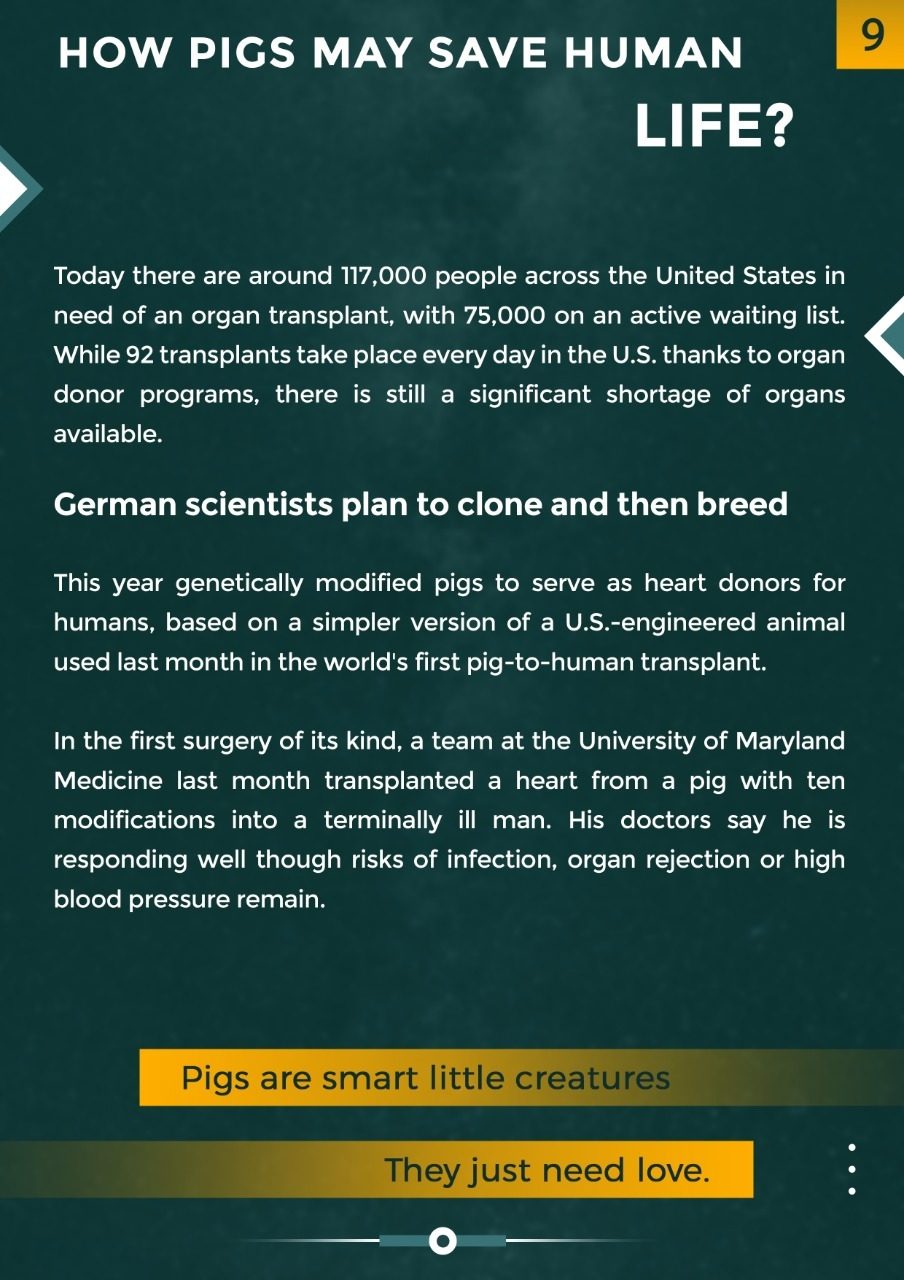 9
HOW PIGS MAY SAVE HUMAN
LIFE?
Today there are around 117,000 people across the United States in
need of an organ transplant, with 75,000 on an active waiting list.
While 92 transplants take place every day in the U.S. thanks to organ
donor programs, there is still a significant shortage of organs
available.
German scientists plan to clone and then breed
This year genetically modified pigs to serve as heart donors for
humans, based on a simpler version of a U.S.-engineered animal
used last month in the world's first pig-to-human transplant.
In the first surgery of its kind, a team at the University of Maryland
Medicine last month transplanted a heart from a pig with ten
modifications into a terminally ill man. His doctors say he is
responding well though risks of infection, organ rejection or high
blood pressure remain.
Pigs are smart little creatures
They just need love.